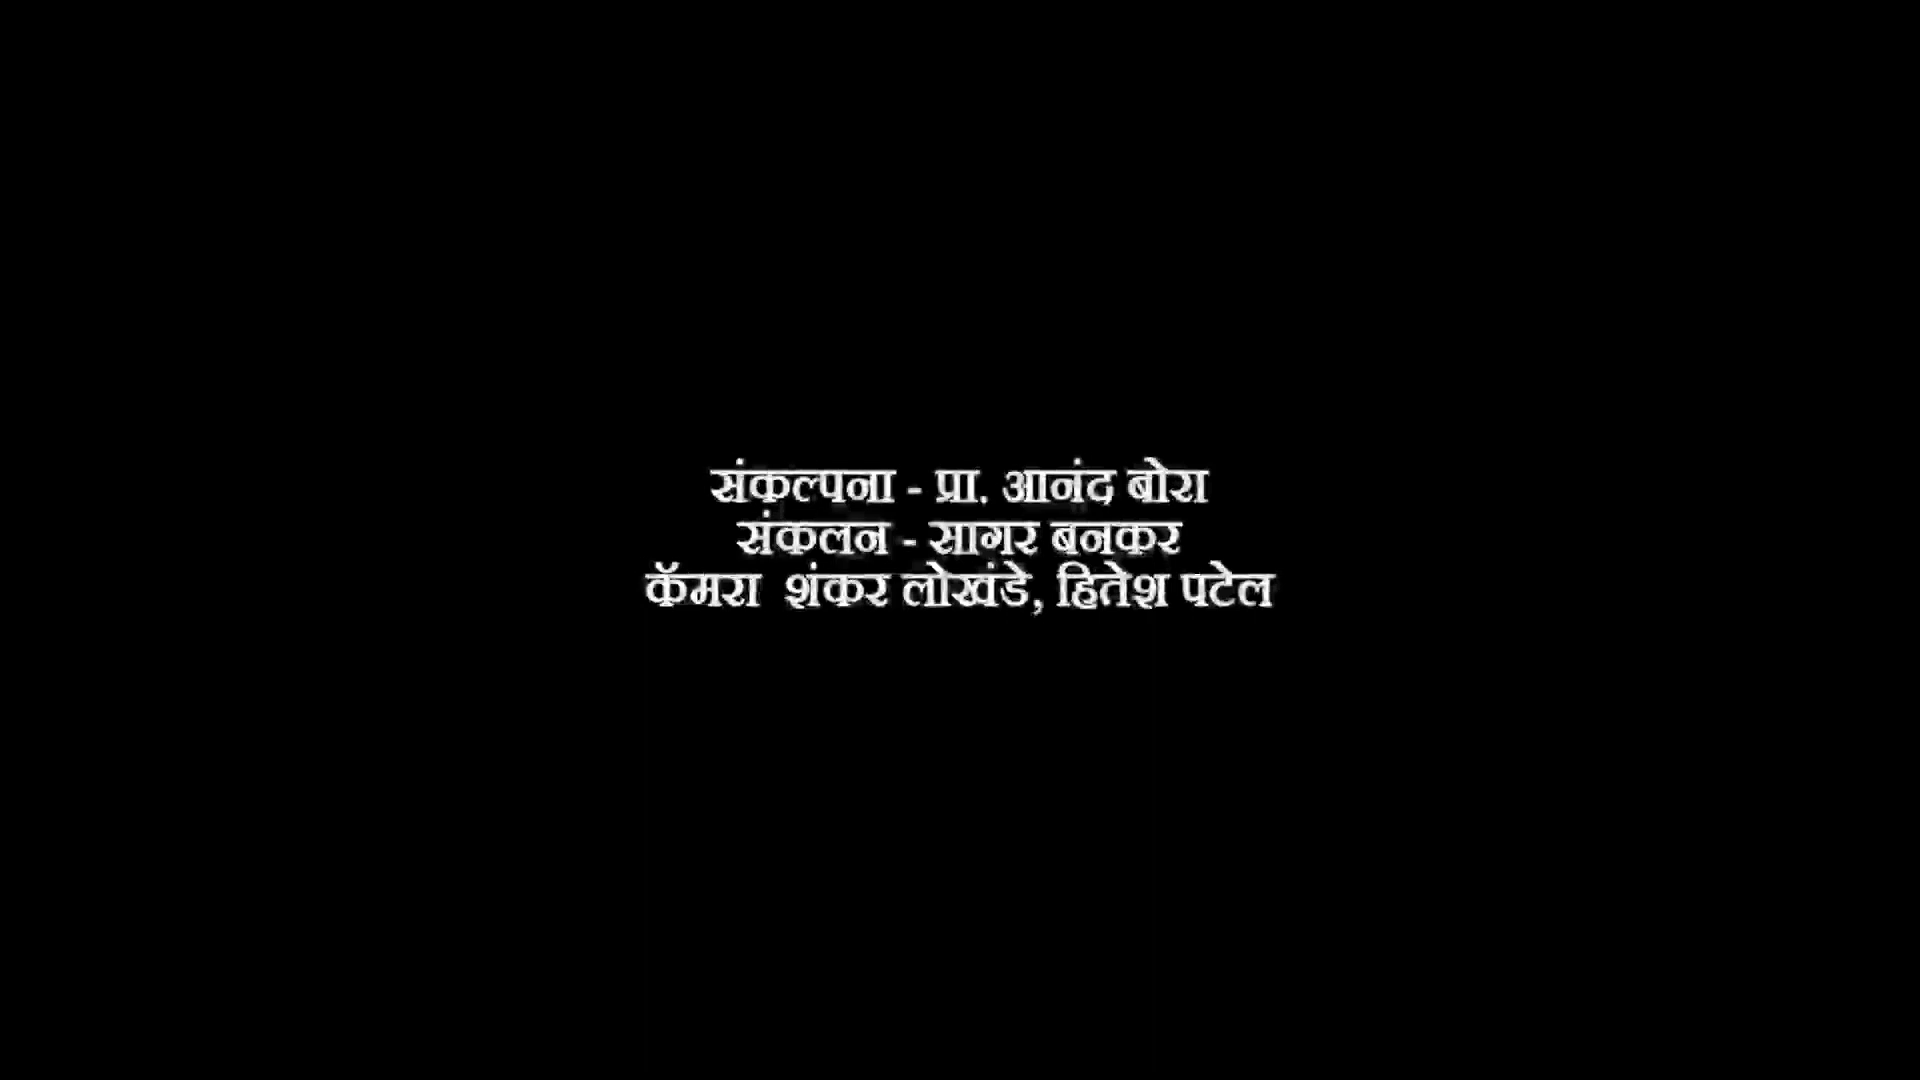 संकल्पना - प्रा. आनंद बोरा
संकलन - सागर बनकर
कॅमरा  शंकर लोखंडे, हितेश पटेल